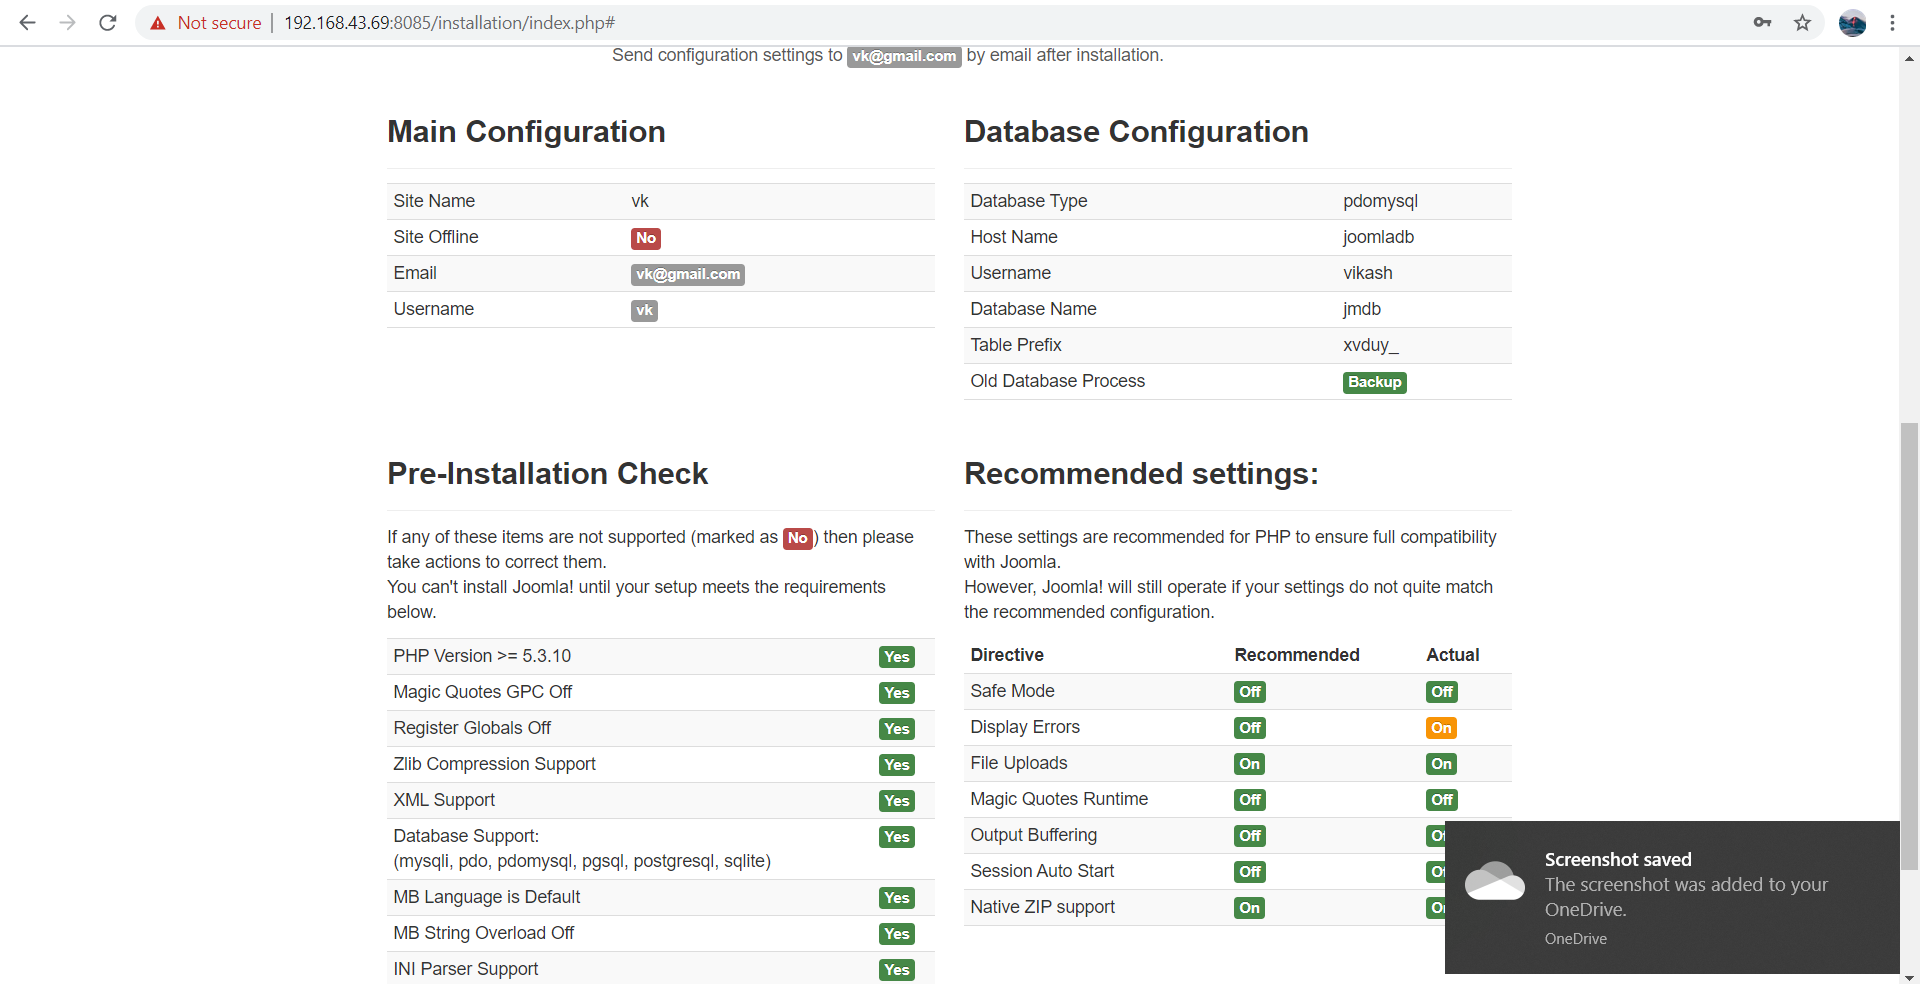 Not secure
192.168.43.69:8085/installation/index.php#
Send configuration settings to vk@gmail.com by email after installation.
Main Configuration
Site Name vk
Site Offline No
Email vk@gmail.com
Username vk
Database Configuration
Database Type pdomysql
Host Name joomladb
Username vikash
Database Name jmdb
Table Prefix xvduy_
Old Database Process Backup
Pre-Installation Check
If any of these items are not supported (marked as No) then please
take actions to correct them.
You can't install Joomla! until your setup meets the requirements
below.
PHP Version >= 5.3.10 Yes
Magic Quotes GPC Off Yes
Register Globals Off Yes
Zlib Compression Support Yes
XML Support Yes
Database Support: Yes
(mysqli, pdo, pdomysql, pgsql, postgresql, sqlite)
MB Language is Default Yes
MB String Overload Off Yes
INI Parser Support Yes
Recommended settings:
These settings are recommended for PHP to ensure full compatibility
with Joomla.
However, Joomla! will still operate if your settings do not quite match
the recommended configuration.
Directive Recommended Actual
Safe Mode Off Off
Display Errors Off On
File Uploads On On
Magic Quotes Runtime Off Off
Output Buffering Off
Session Auto Start Off
Native ZIP support On
Screenshot saved
The screenshot was added to your
OneDrive.
OneDrive